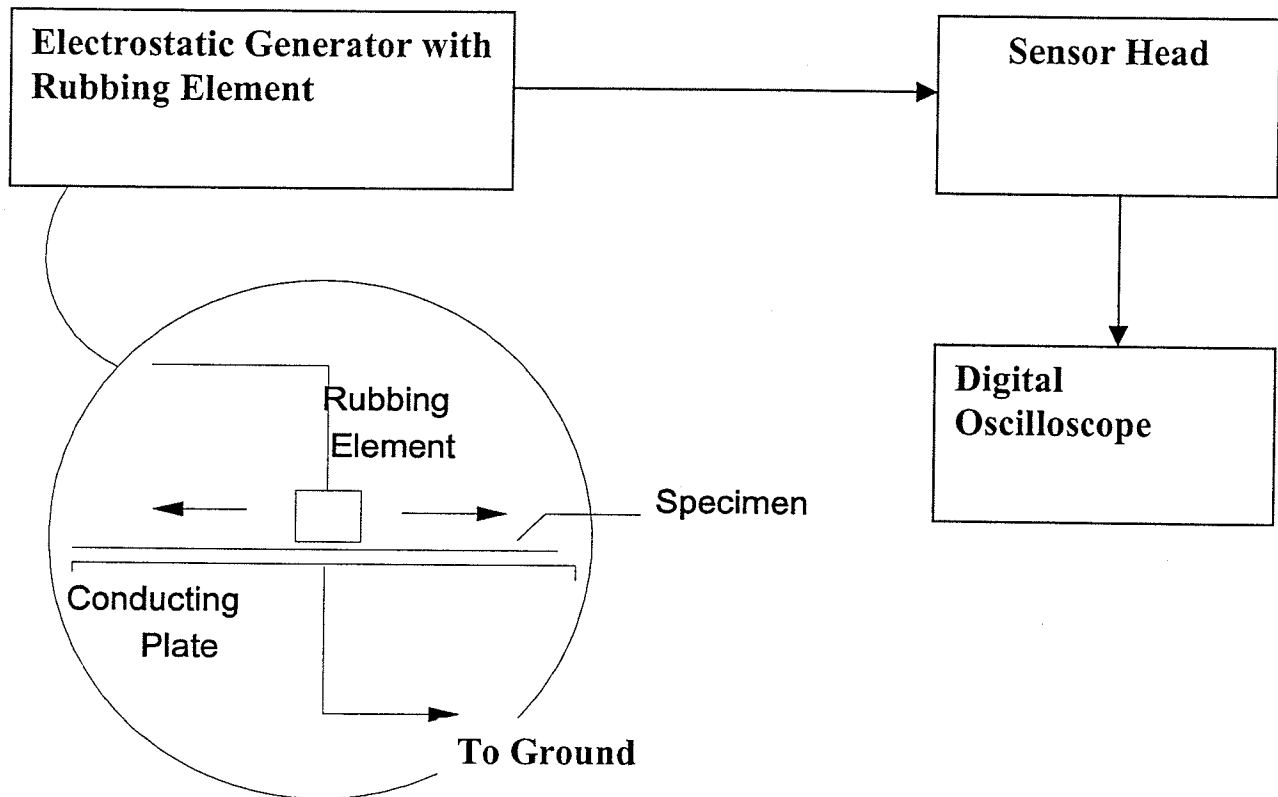 Electrostatic Generator with
Rubbing Element
Sensor Head
Digital
Oscilloscope
Rubbing
Element
Specimen
Conducting
Plate
To Ground